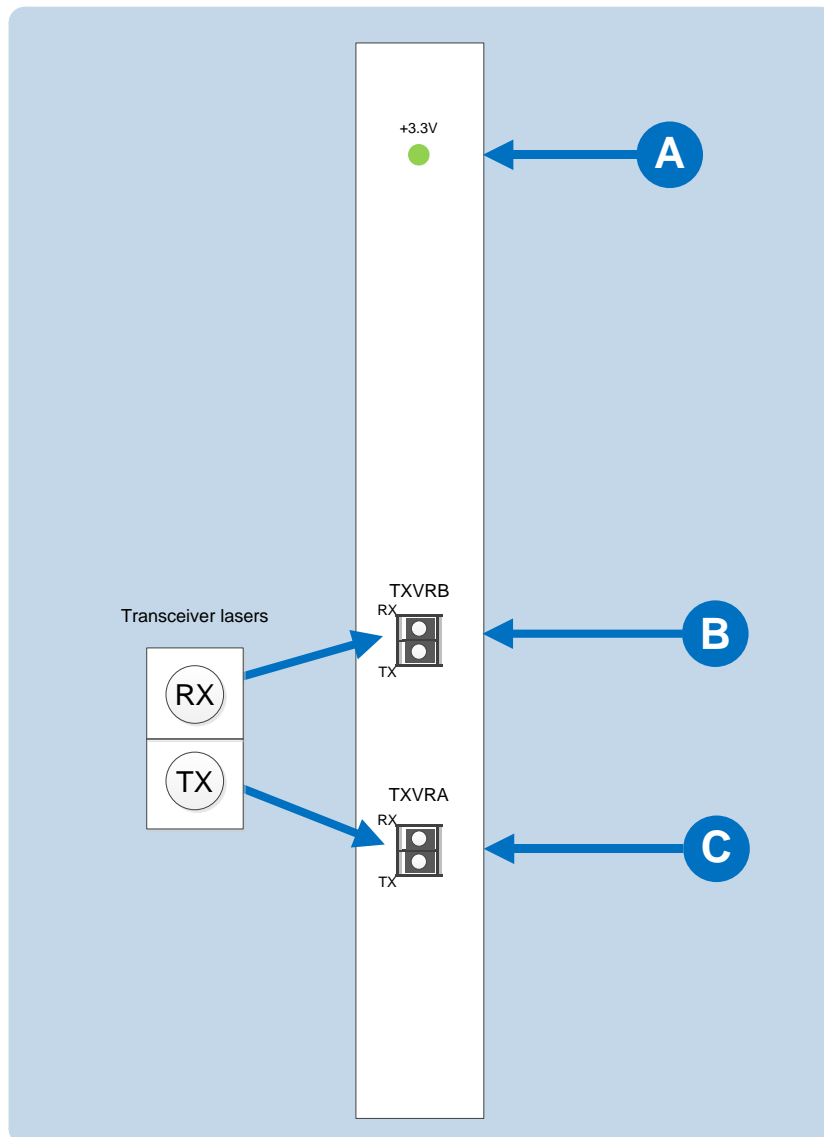 +3.3V
A
TXVRB
RX
TX
B
Transceiver lasers
RX
TX
TXVRA
RX
TX
C